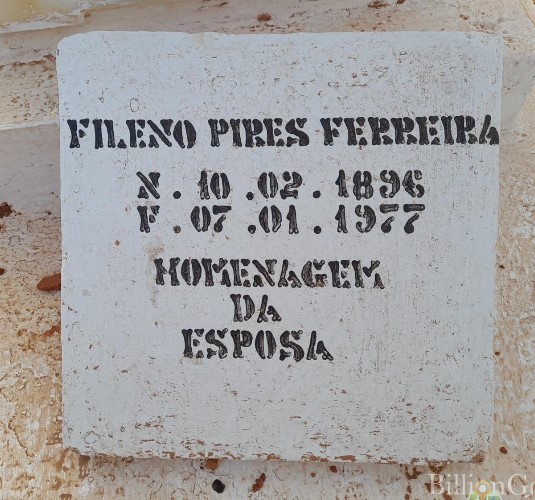 FILENO PIRES FERREIRA
N. 10.02.1896
F. 07.01.1977
HOMENAGEM
DA
ESPOSA